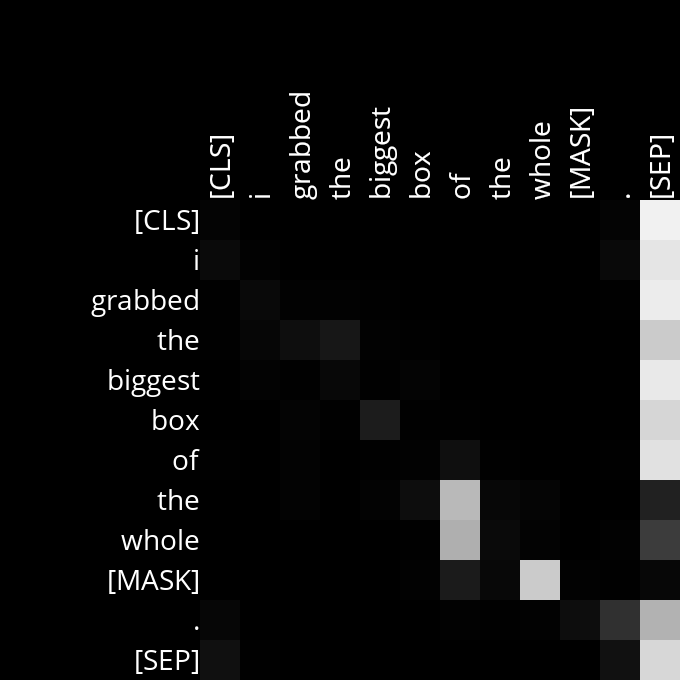 [CLS] i grabbed the biggest box of the whole [MASK] . [SEP]
[CLS]
i
grabbed
the
biggest
box
of
the
whole
[MASK]
.
[SEP]